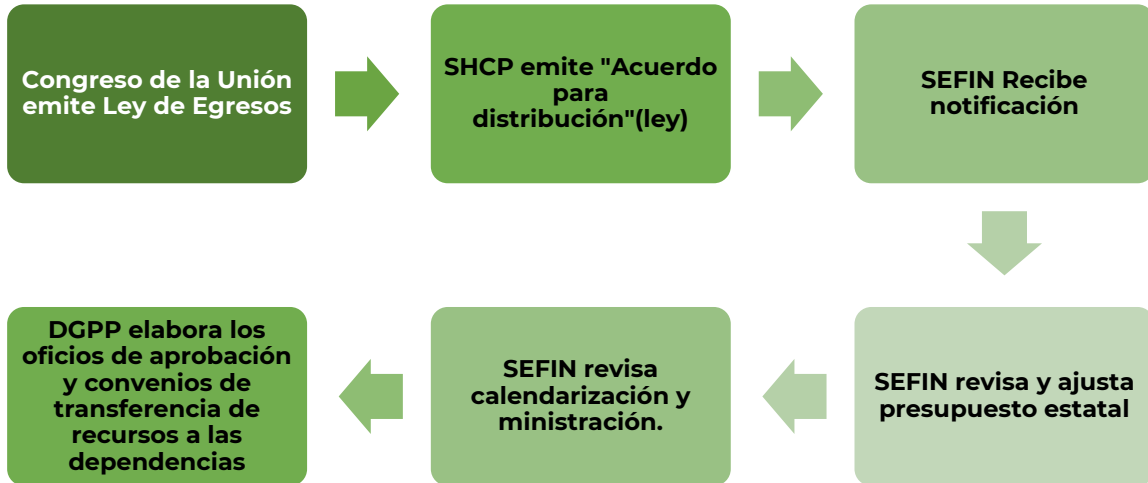 Congreso de la Unión
emite Ley de Egresos
SHCP emite "Acuerdo
para
distribución"(ley)
SEFIN Recibe
notificación
SEFIN revisa y ajusta
presupuesto estatal
SEFIN revisa
calendarización y
ministración.
DGPP elabora los
oficios de aprobación
y convenios de
transferencia de
recursos a las
dependencias